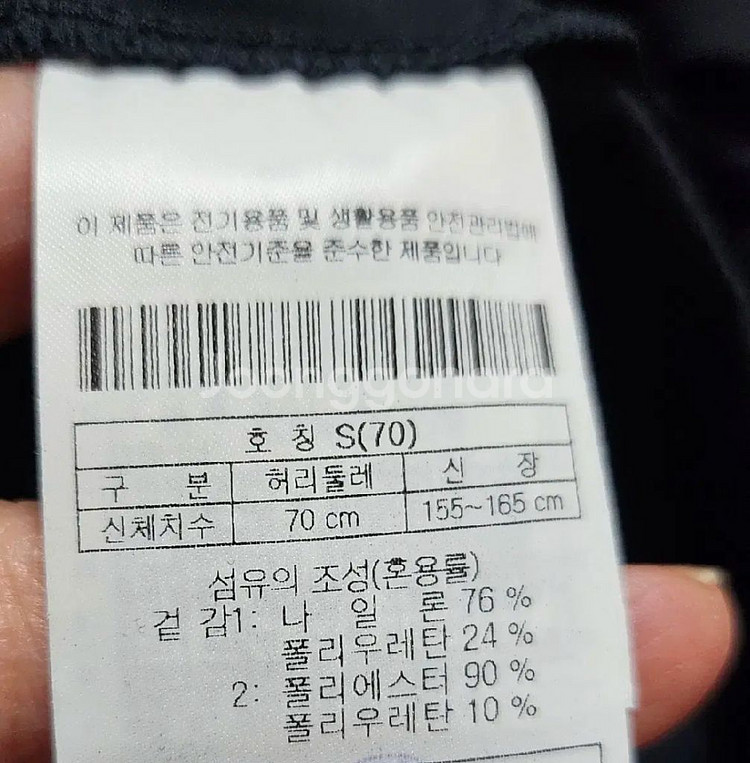 이 제품은 전기용품 및 생활용품 안전관리법에
따른 안전기준을 준수한 제품입니다
joonggonara
호 칭 S(70)
구 분 허리둘레 신 장
신체치수 70 cm 155~165 cm
섬유의 조성(혼용률)
겉 감1: 나 일 론 76 %
폴리우레탄 24 %
2: 폴리에스터 90 %
폴리우레탄 10 %